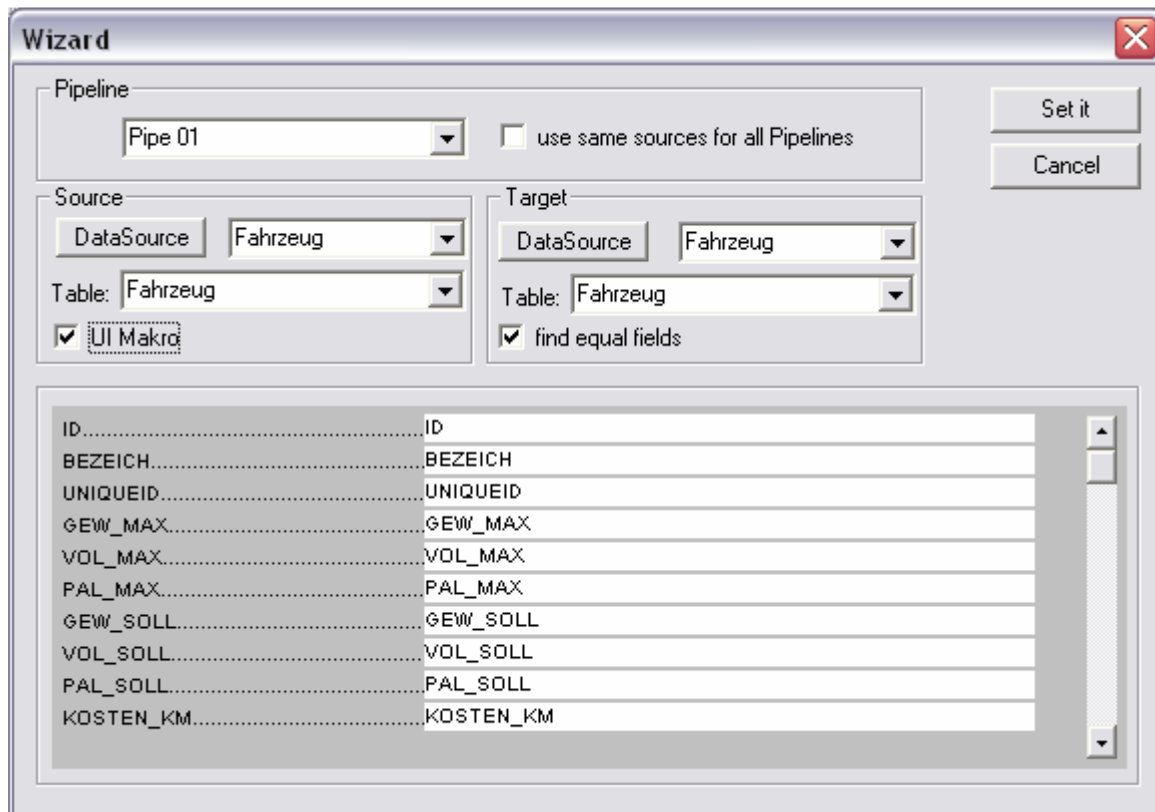 Wizard
Pipeline
Pipe 01
use same sources for all Pipelines
Set it
Cancel
Source
DataSource Fahrzeug
Table: Fahrzeug
UI Makro
Target
DataSource Fahrzeug
Table: Fahrzeug
find equal fields
ID..........................................................ID
BEZEICH..............................................BEZEICH
UNIQUEID............................................UNIQUEID
GEW_MAX...........................................GEW_MAX
VOL_MAX............................................VOL_MAX
PAL_MAX............................................PAL_MAX
GEW_SOLL.........................................GEW_SOLL
VOL_SOLL..........................................VOL_SOLL
PAL_SOLL..........................................PAL_SOLL
KOSTEN_KM..................................KOSTEN_KM